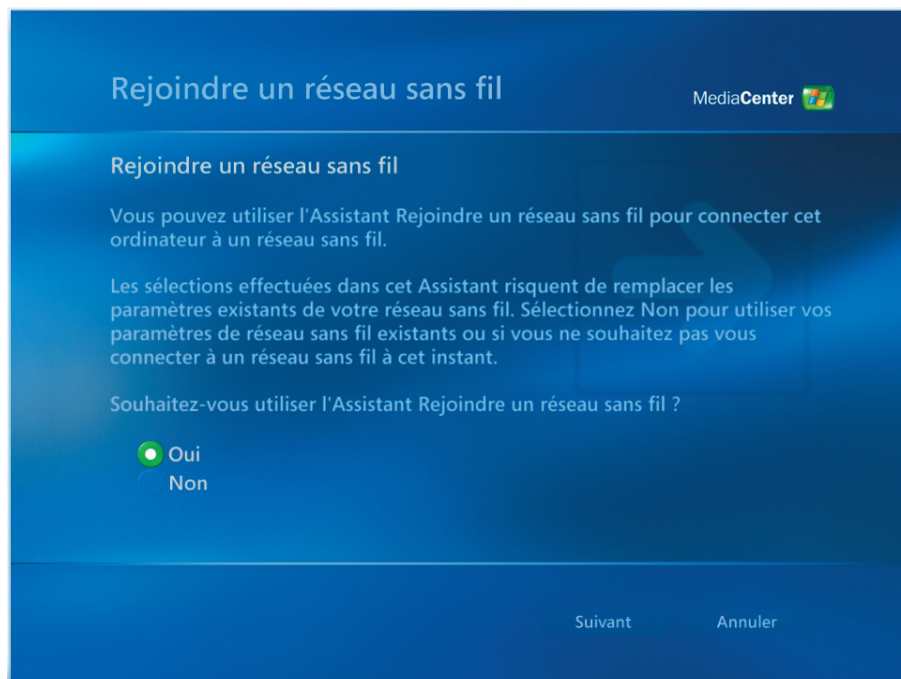 Rejoindre un réseau sans fil
MediaCenter
Rejoindre un réseau sans fil
Vous pouvez utiliser l'Assistant Rejoindre un réseau sans fil pour connecter cet
ordinateur à un réseau sans fil.
Les sélections effectuées dans cet Assistant risquent de remplacer les
paramètres existants de votre réseau sans fil. Sélectionnez Non pour utiliser vos
paramètres de réseau sans fil existants ou si vous ne souhaitez pas vous
connecter à un réseau sans fil à cet instant.
Souhaitez-vous utiliser l'Assistant Rejoindre un réseau sans fil ?
Oui
Non
Suivant Annuler